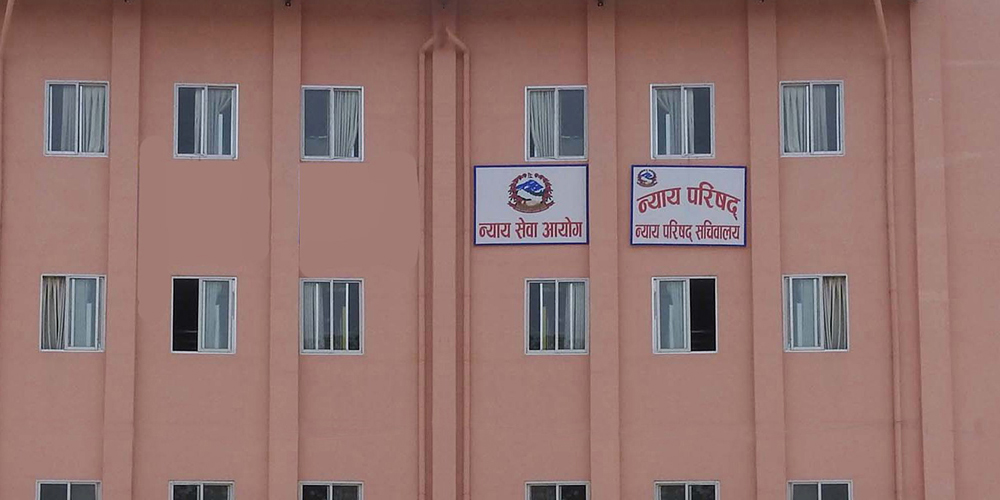 न्याय सेवा आयोग
न्याय परिषद्
न्याय परिषद् सचिवालय